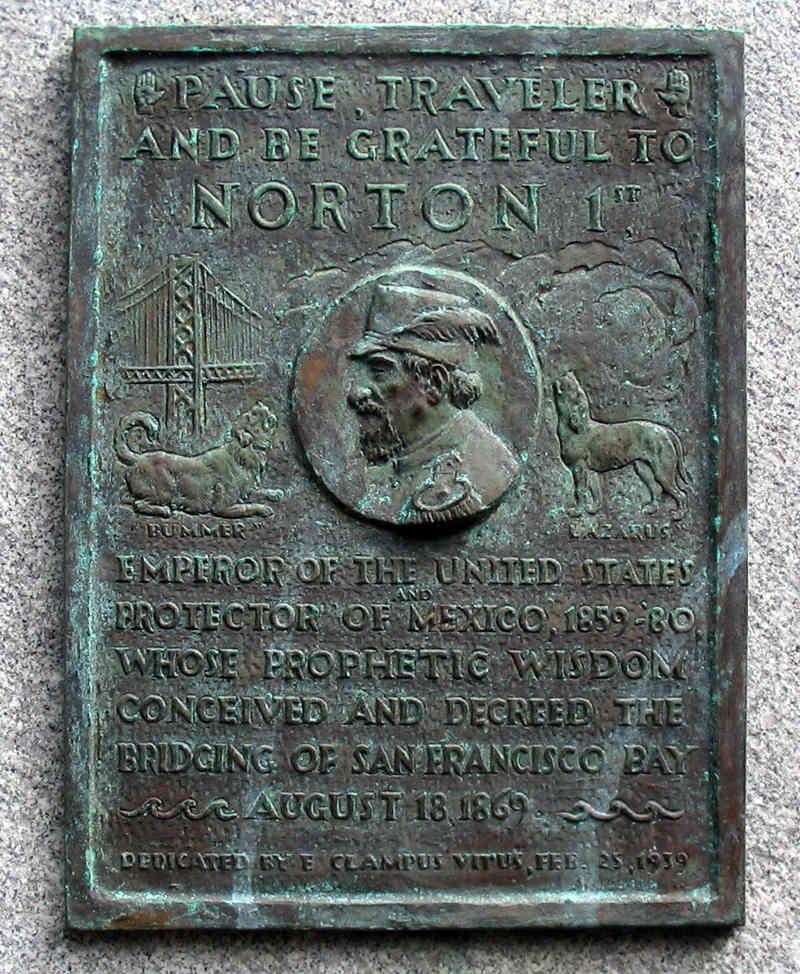 PAUSE, TRAVELER
AND BE GRATEFUL TO
NORTON 1ST,
"BUMMER"
LAZARUS
EMPEROR OF THE UNITED STATES
AND
PROTECTOR OF MEXICO, 1859-'80,
WHOSE PROPHETIC WISDOM
CONCEIVED AND DECREED THE
BRIDGING OF SAN FRANCISCO BAY
AUGUST 18, 1869.
DEDICATED BY E CLAMPUS VITUS, FEB. 25, 1939